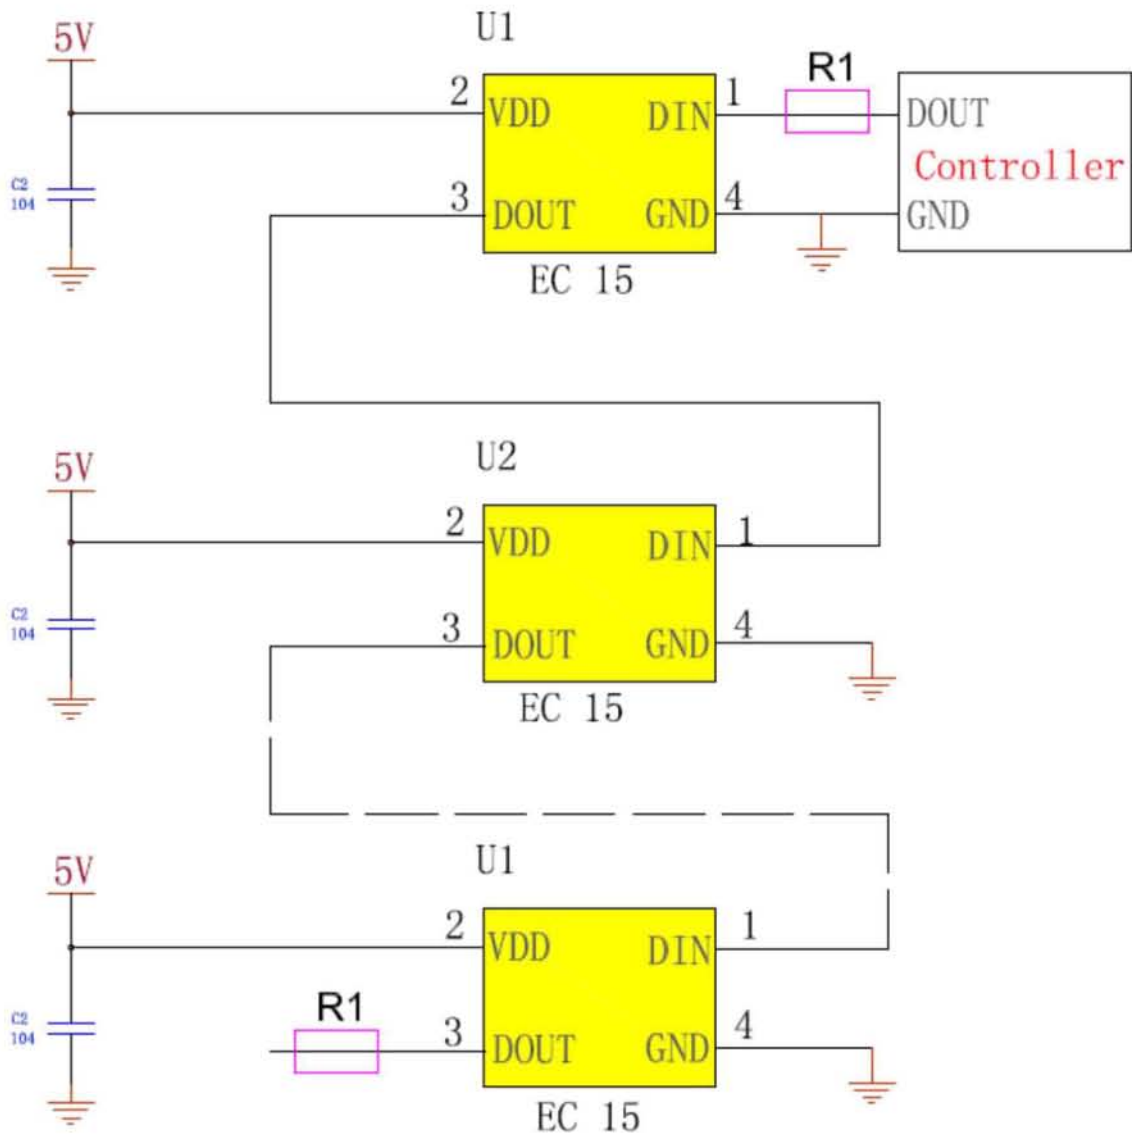 U1
5V
R1
2
VDD
DIN
1
DOUT
Controller
C2
104
3
DOUT
GND
4
GND
EC 15
U2
5V
2
VDD
DIN
1
C2
104
3
DOUT
GND
4
EC 15
U1
5V
2
VDD
DIN
1
R1
C2
104
3
DOUT
GND
4
EC 15